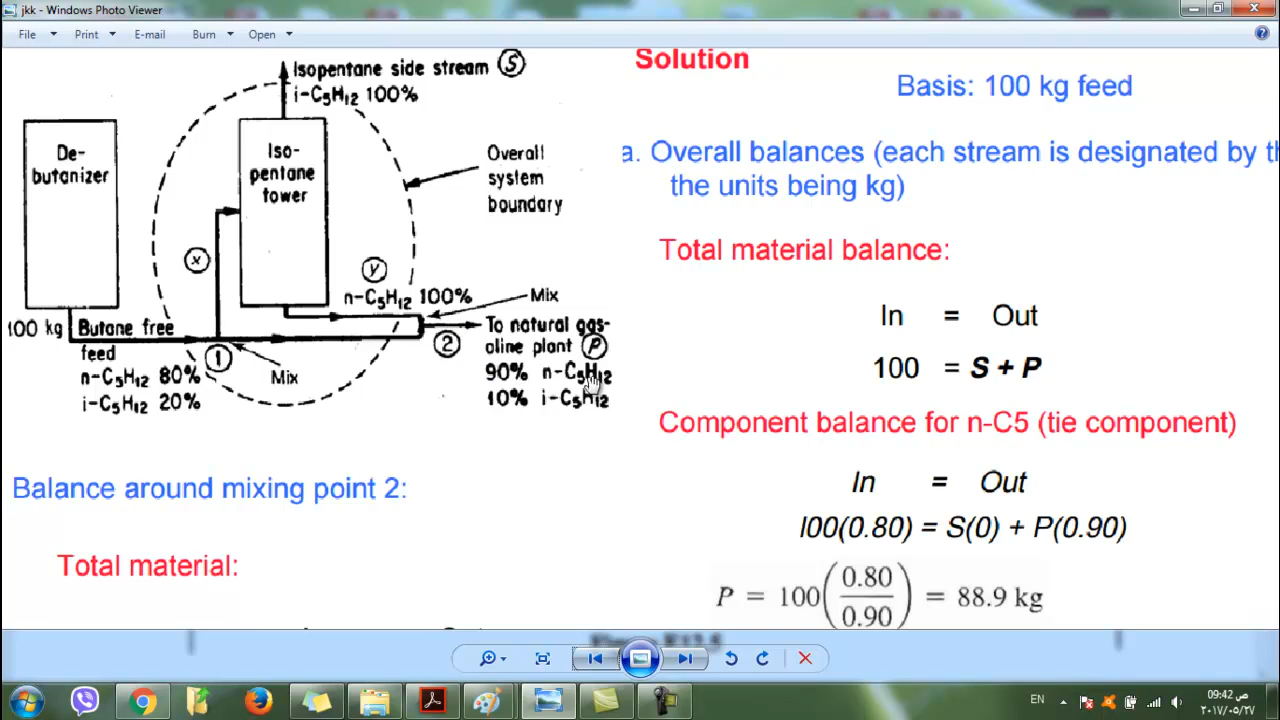 jkk - Windows Photo Viewer
File Print E-mail Burn Open
Isopentane side stream S
i-C5H12 100%
De-
butanizer
Iso-
pentane
tower
Overall
system
boundary
x
y
n-C5H12 100%
Mix
100 kg Butane free
feed
n-C5H12 80%
i-C5H12 20%
1
Mix
2
To natural gas-
oline plant P
90% n-C5H12
10% i-C5H12
Balance around mixing point 2:
Total material:
Solution
Basis: 100 kg feed
a. Overall balances (each stream is designated by
the units being kg)
Total material balance:
In = Out
100 = S + P
Component balance for n-C5 (tie component)
In = Out
l00(0.80) = S(0) + P(0.90)
P = 100(0.80/0.90) = 88.9 kg
EN
09:42 ص
٢٠١٧/٠٥/٢٧